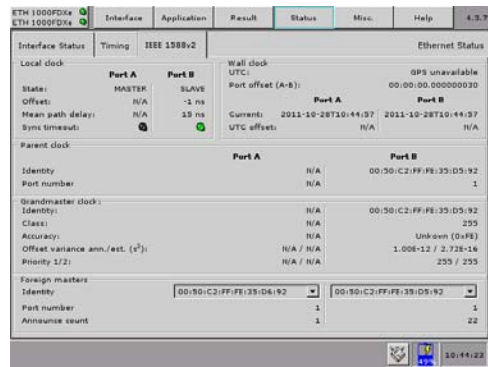 ETH 1000FDX4 Interface Application Result Status Misc. Help 4.3.7
ETH 1000FDX4
Interface Status Timing IEEE 1588v2 Ethernet Status
Local clock Wall clock
Port A Port B UTC: GPS unavailable
State: MASTER SLAVE Port offset (A-B): 00:00:00.000000030
Offset: N/A -1 ns Port A Port B
Mean path delay: N/A 15 ns Current: 2011-10-28T10:44:57 2011-10-28T10:44:57
Sync timeout: UTC offset: N/A N/A
Parent clock
Port A Port B
Identity N/A 00:50:C2:FF:FE:35:D5:92
Port number N/A 1
Grandmaster clock:
Identity: N/A 00:50:C2:FF:FE:35:D5:92
Class: N/A 255
Accuracy: N/A Unkown (0xFE)
Offset variance ann./est. (s²): N/A / N/A 1.00E-12 / 2.72E-16
Priority 1/2: N/A / N/A 255 / 255
Foreign masters
Identity 00:50:C2:FF:FE:35:D6:92 00:50:C2:FF:FE:35:D5:92
Port number 1 1
Announce count 1 22
49% 10:44:23